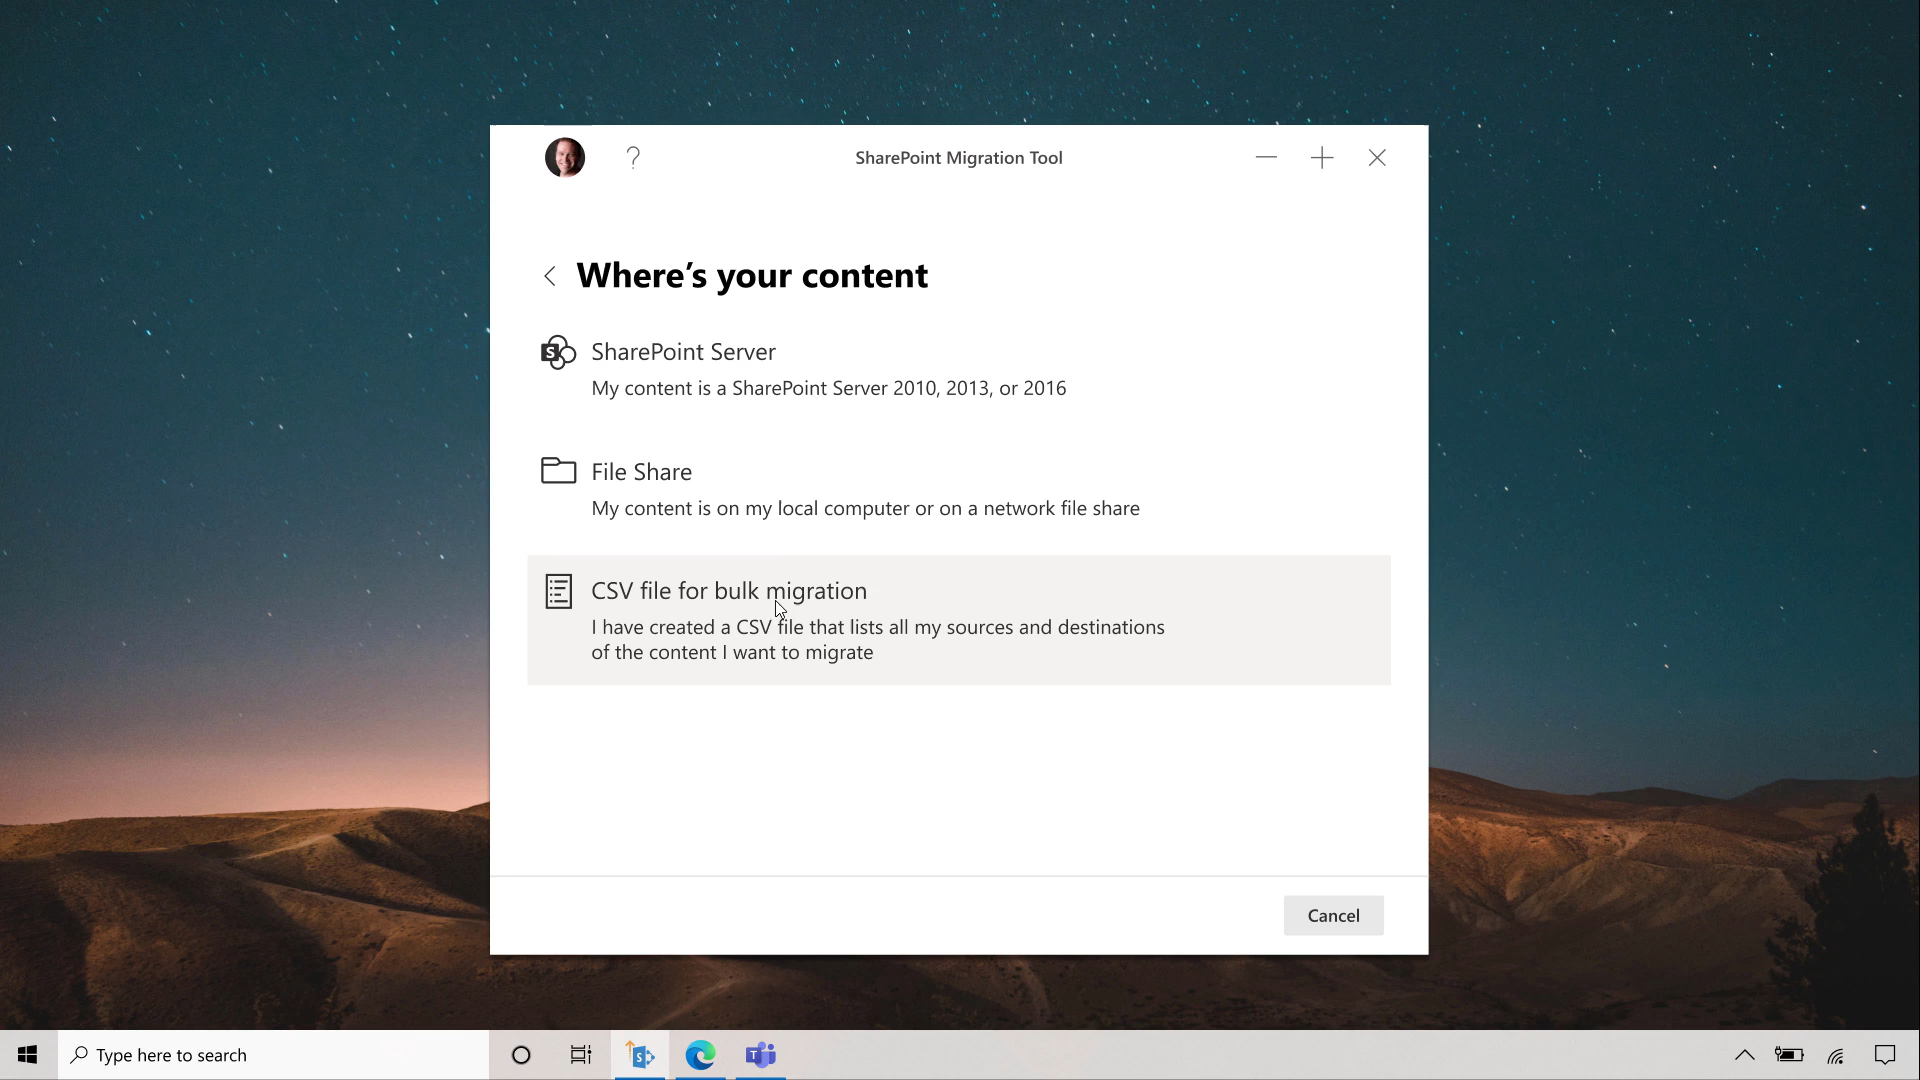 SharePoint Migration Tool
Where’s your content
SharePoint Server
My content is a SharePoint Server 2010, 2013, or 2016
File Share
My content is on my local computer or on a network file share
CSV file for bulk migration
I have created a CSV file that lists all my sources and destinations
of the content I want to migrate
Cancel
Type here to search